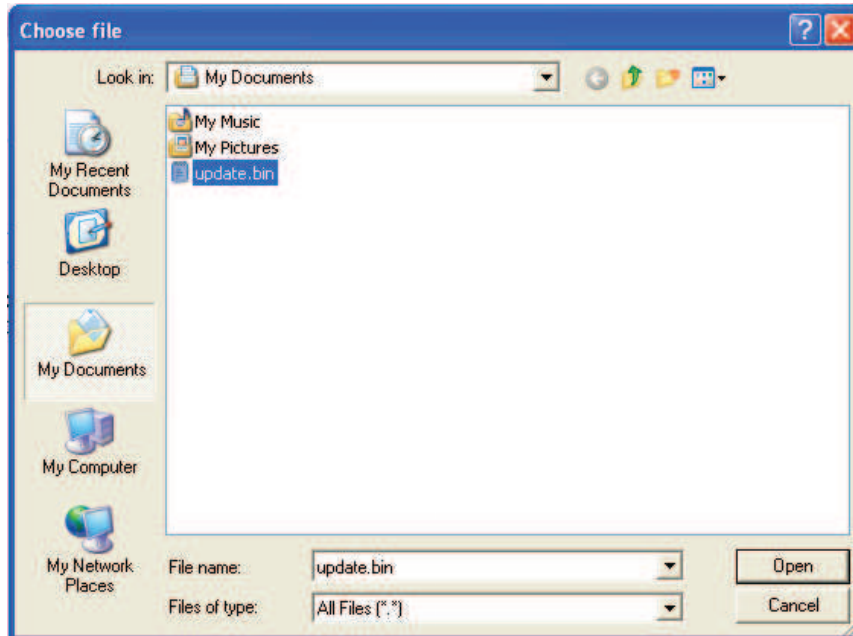 Choose file
Look in:
My Documents
My Recent
Documents
Desktop
My Documents
My Computer
My Network
Places
My Music
My Pictures
update.bin
File name:
update.bin
Open
Files of type:
All Files (*.*)
Cancel